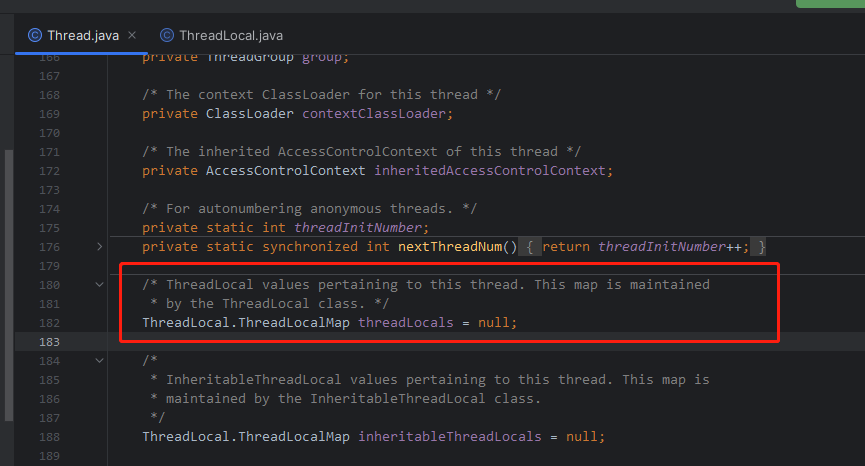 Thread.java
ThreadLocal.java
166 private ThreadGroup group;
167
168 /* The context ClassLoader for this thread */
169 private ClassLoader contextClassLoader;
170
171 /* The inherited AccessControlContext of this thread */
172 private AccessControlContext inheritedAccessControlContext;
173
174 /* For autonumbering anonymous threads. */
175 private static int threadInitNumber;
176 private static synchronized int nextThreadNum() { return threadInitNumber++; }
179
180 /* ThreadLocal values pertaining to this thread. This map is maintained
181 * by the ThreadLocal class. */
182 ThreadLocal.ThreadLocalMap threadLocals = null;
183
184 /*
185 * InheritableThreadLocal values pertaining to this thread. This map is
186 * maintained by the InheritableThreadLocal class.
187 */
188 ThreadLocal.ThreadLocalMap inheritableThreadLocals = null;
189